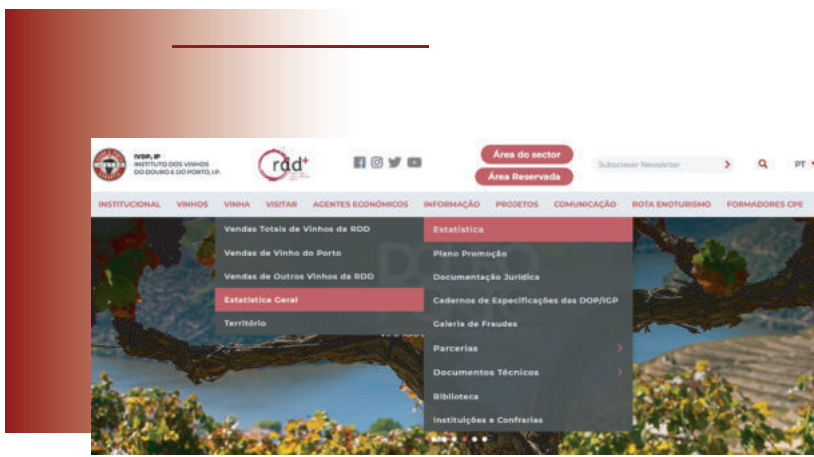 IVDP, IP
INSTITUTO DOS VINHOS
DO DOURO E DO PORTO, I.P.
rdd+
Área do sector
Área Reservada
Subscrever Newsletter
PT
INSTITUCIONAL VINHOS VINHA VISITAR AGENTES ECONÓMICOS INFORMAÇÃO PROJETOS COMUNICAÇÃO ROTA ENOTURISMO FORMADORES CPE
Vendas Totais de Vinhos da RDD
Vendas de Vinho do Porto
Vendas de Outros Vinhos da RDD
Estatística Geral
Território
Estatística
Plano Promoção
Documentação Jurídica
Cadernos de Especificações das DOP/IGP
Galeria de Fraudes
Parcerias
Documentos Técnicos
Biblioteca
Instituições e Confrarias